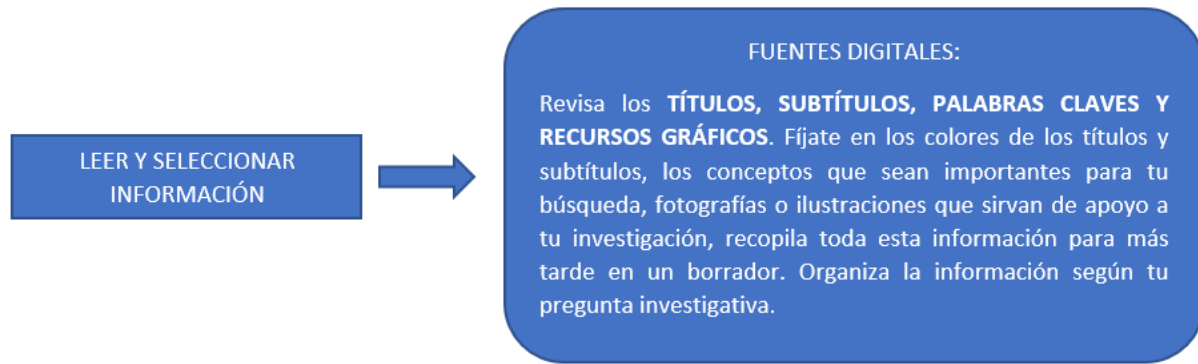 LEER Y SELECCIONAR
INFORMACIÓN
FUENTES DIGITALES:
Revisa los TÍTULOS, SUBTÍTULOS, PALABRAS CLAVES Y
RECURSOS GRÁFICOS. Fíjate en los colores de los títulos y
subtítulos, los conceptos que sean importantes para tu
búsqueda, fotografías o ilustraciones que sirvan de apoyo a
tu investigación, recopila toda esta información para más
tarde en un borrador. Organiza la información según tu
pregunta investigativa.